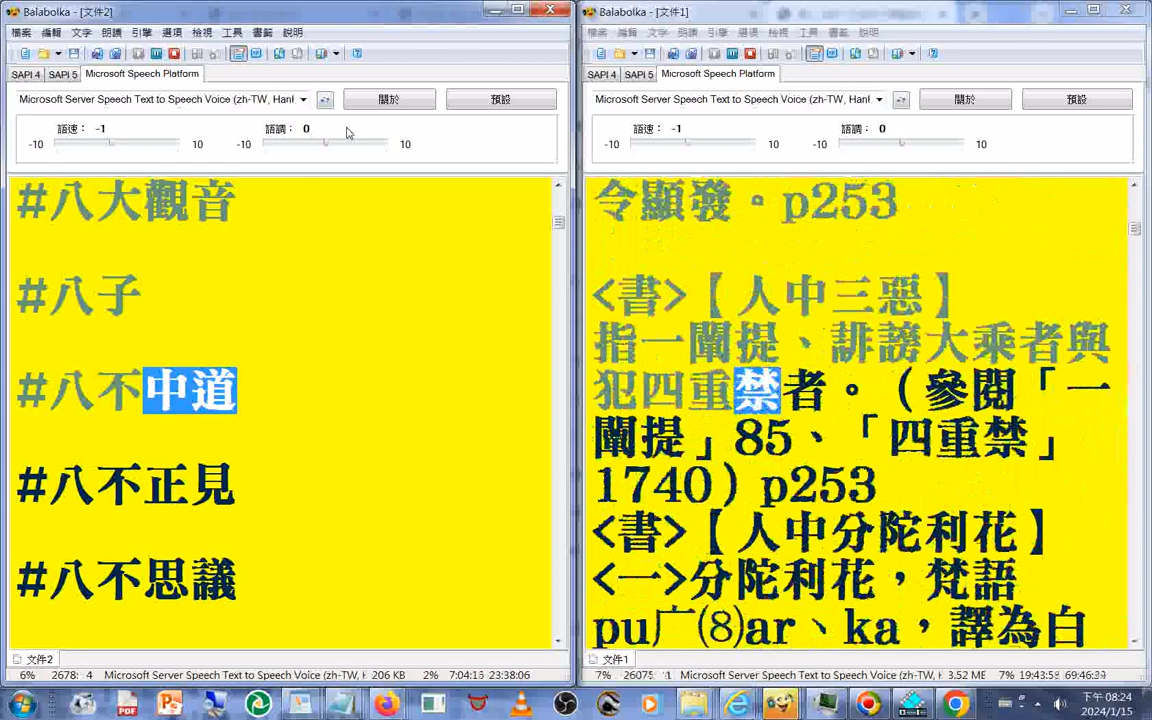 Balabolka - [文件2]
檔案 編輯 文字 朗讀 引擎 選項 檢視 工具 書籤 說明
SAPI 4 SAPI 5 Microsoft Speech Platform
Microsoft Server Speech Text to Speech Voice (zh-TW, Hanl
關於 預設
語速： -1 語調： 0
-10 10 -10 10
#八大觀音
#八子
#八不中道
#八不正見
#八不思議
文件2
6% 2678: 4 Microsoft Server Speech Text to Speech Voice (zh-TW, H 206 KB 2% 7:04:15 23:38:06
Balabolka - [文件1]
檔案 編輯 文字 朗讀 引擎 選項 檢視 工具 書籤 說明
SAPI 4 SAPI 5 Microsoft Speech Platform
Microsoft Server Speech Text to Speech Voice (zh-TW, Hanl
關於 預設
語速： -1 語調： 0
-10 10 -10 10
令顯發。p253
<書>【人中三惡】
指一闡提、誹謗大乘者與
犯四重禁者。（參閱「一
闡提」85、「四重禁」
1740）p253
<書>【人中分陀利花】
<一>分陀利花，梵語
pu广⑻ar、ka，譯為白
文件1
7% Microsoft Server Speech Text to Speech Voice (zh-TW, H 3.52 MB 7% 19:43:58
下午 08:24
2024/1/15